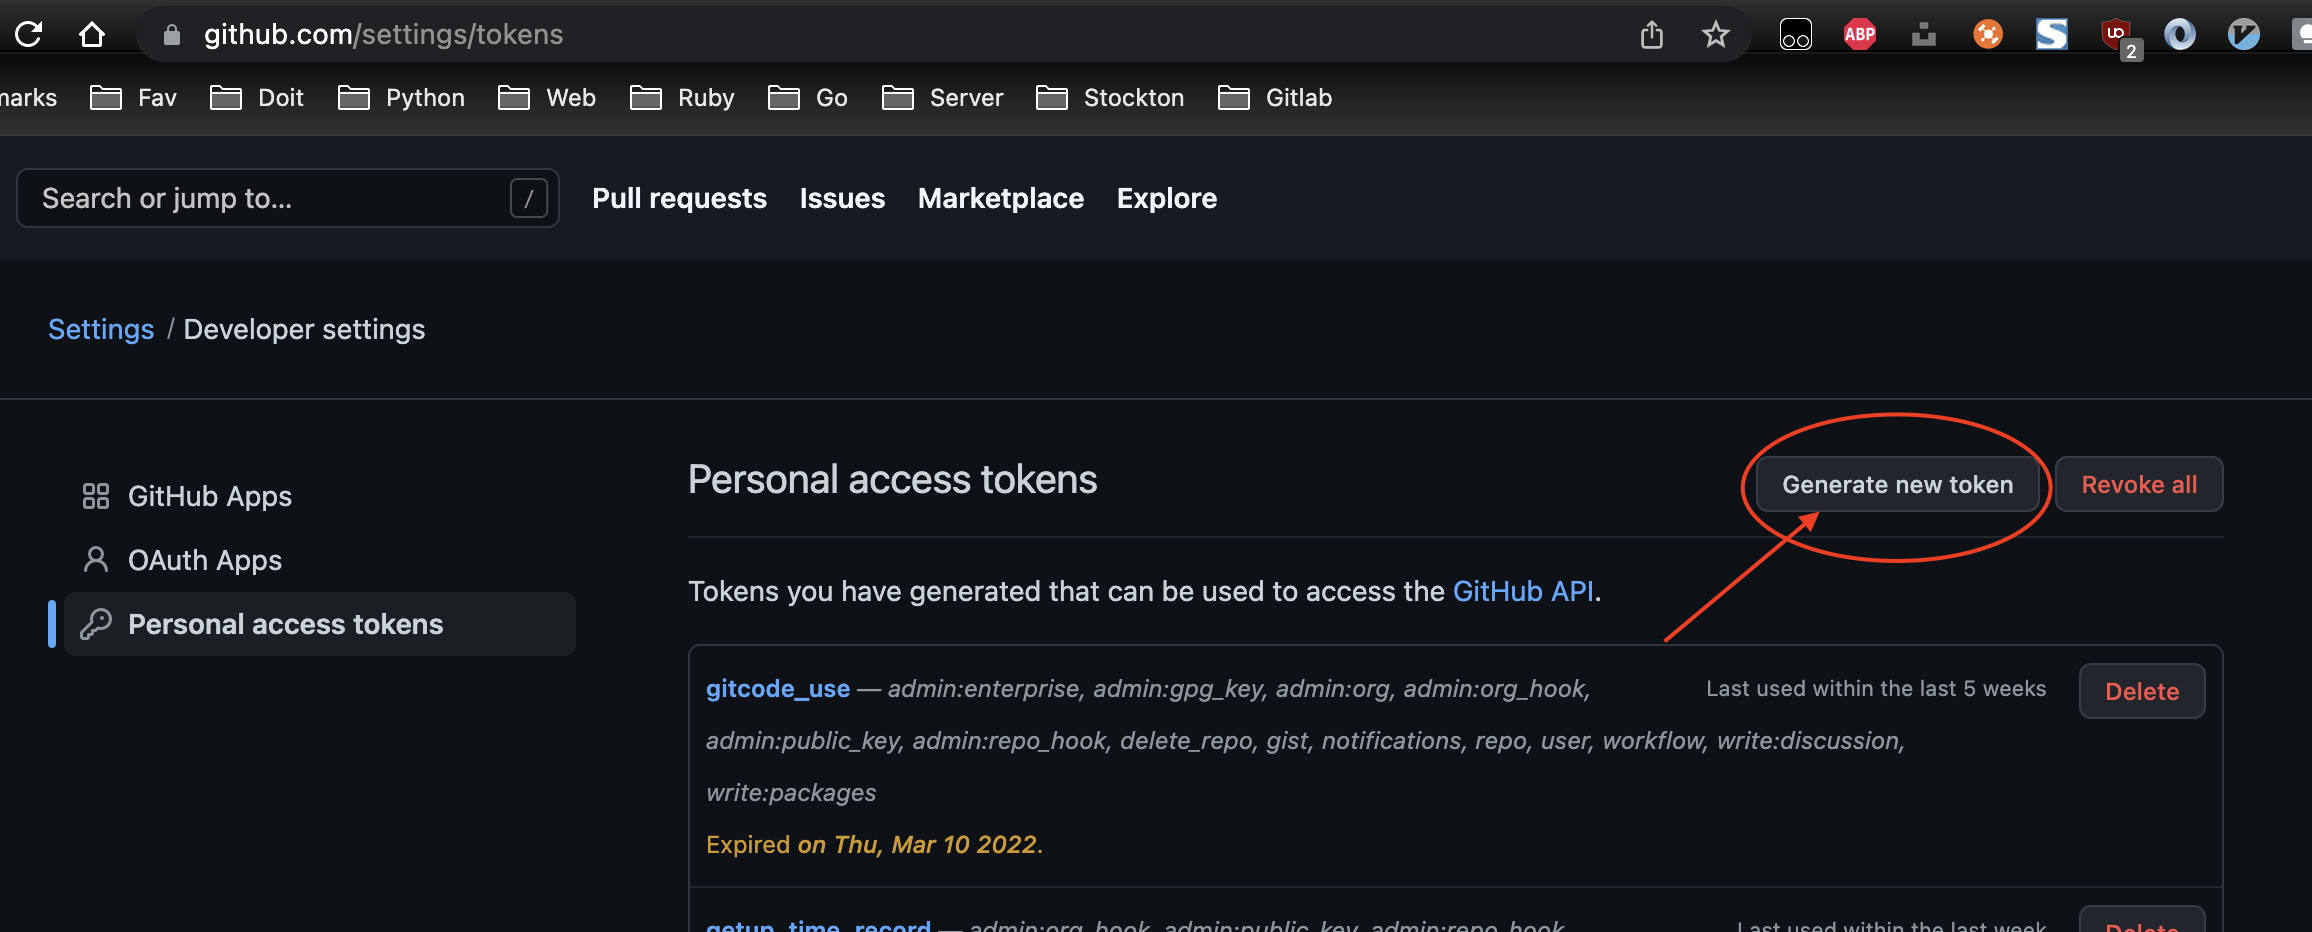 github.com/settings/tokens
ABP
2
marks Fav Doit Python Web Ruby Go Server Stockton Gitlab
Search or jump to... / Pull requests Issues Marketplace Explore
Settings / Developer settings
GitHub Apps
OAuth Apps
Personal access tokens
Personal access tokens
Generate new token Revoke all
Tokens you have generated that can be used to access the GitHub API.
gitcode_use — admin:enterprise, admin:gpg_key, admin:org, admin:org_hook, Last used within the last 5 weeks Delete
admin:public_key, admin:repo_hook, delete_repo, gist, notifications, repo, user, workflow, write:discussion,
write:packages
Expired on Thu, Mar 10 2022.
getup_time_record — admin:org_hook, admin:public_key, admin:repo_hook, Last used within the last week Delete